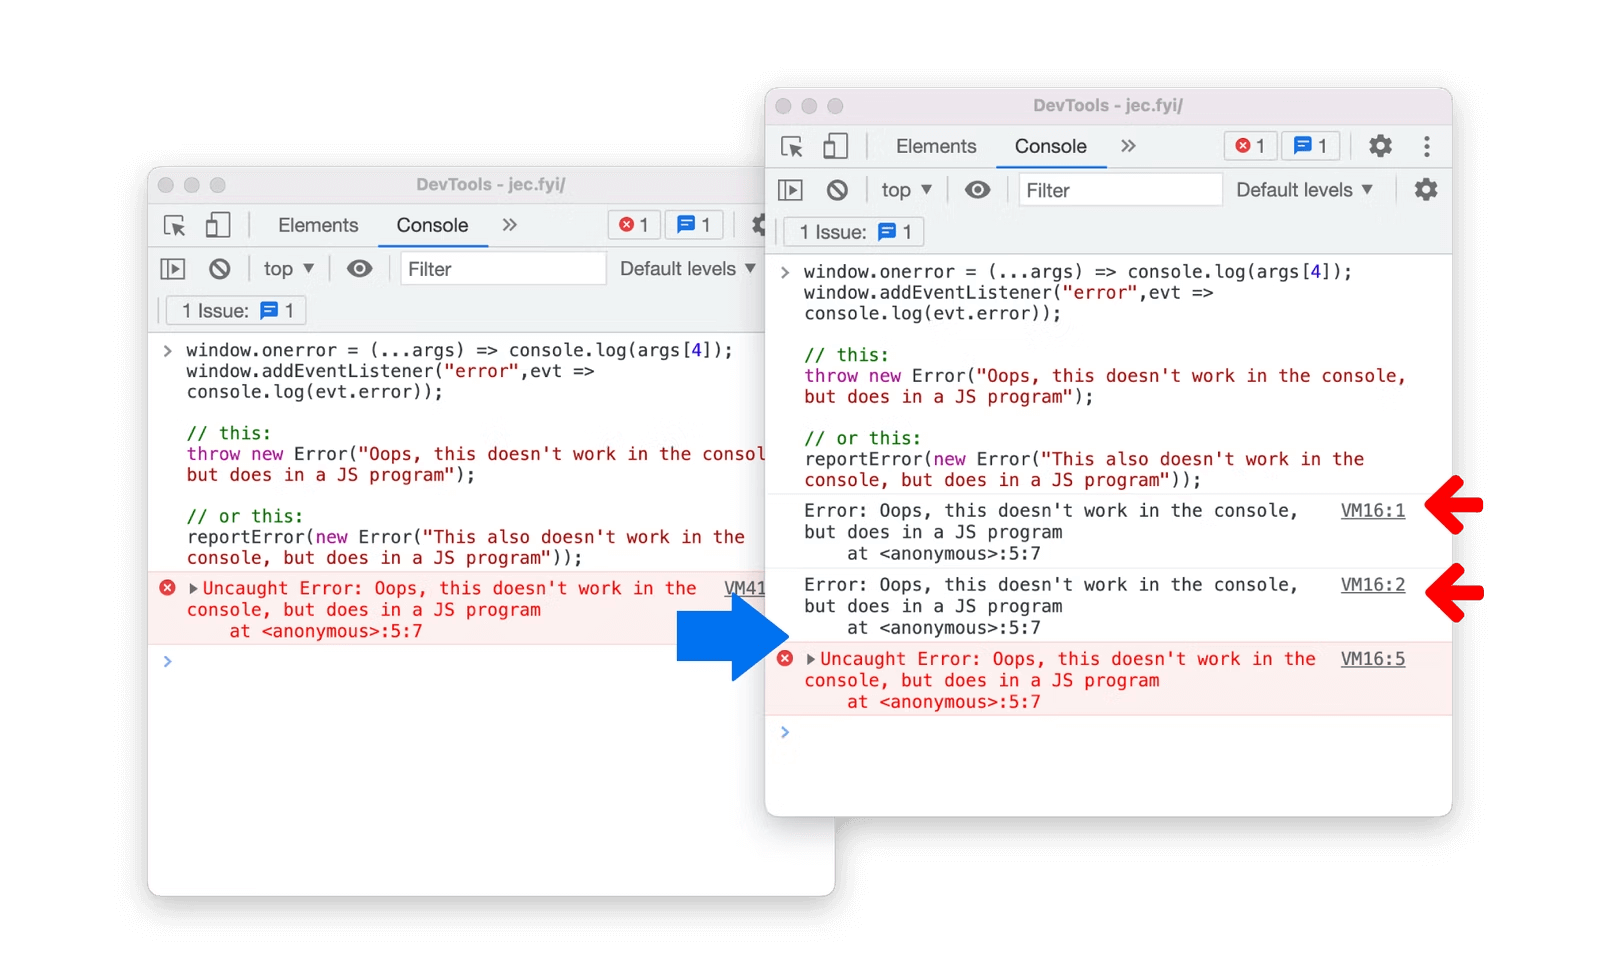 DevTools - jec.fyi/
Elements Console » 1 1
top ▼ Filter Default levels ▼
1 Issue: 1
> window.onerror = (...args) => console.log(args[4]);
window.addEventListener("error",evt =>
console.log(evt.error));
// this:
throw new Error("Oops, this doesn't work in the consol
but does in a JS program");
// or this:
reportError(new Error("This also doesn't work in the
console, but does in a JS program"));
▶Uncaught Error: Oops, this doesn't work in the VM41
console, but does in a JS program
at <anonymous>:5:7
>
DevTools - jec.fyi/
Elements Console » 1 1
top ▼ Filter Default levels ▼
1 Issue: 1
> window.onerror = (...args) => console.log(args[4]);
window.addEventListener("error",evt =>
console.log(evt.error));
// this:
throw new Error("Oops, this doesn't work in the console,
but does in a JS program");
// or this:
reportError(new Error("This also doesn't work in the
console, but does in a JS program"));
Error: Oops, this doesn't work in the console, VM16:1
but does in a JS program
at <anonymous>:5:7
Error: Oops, this doesn't work in the console, VM16:2
but does in a JS program
at <anonymous>:5:7
▶Uncaught Error: Oops, this doesn't work in the VM16:5
console, but does in a JS program
at <anonymous>:5:7
>